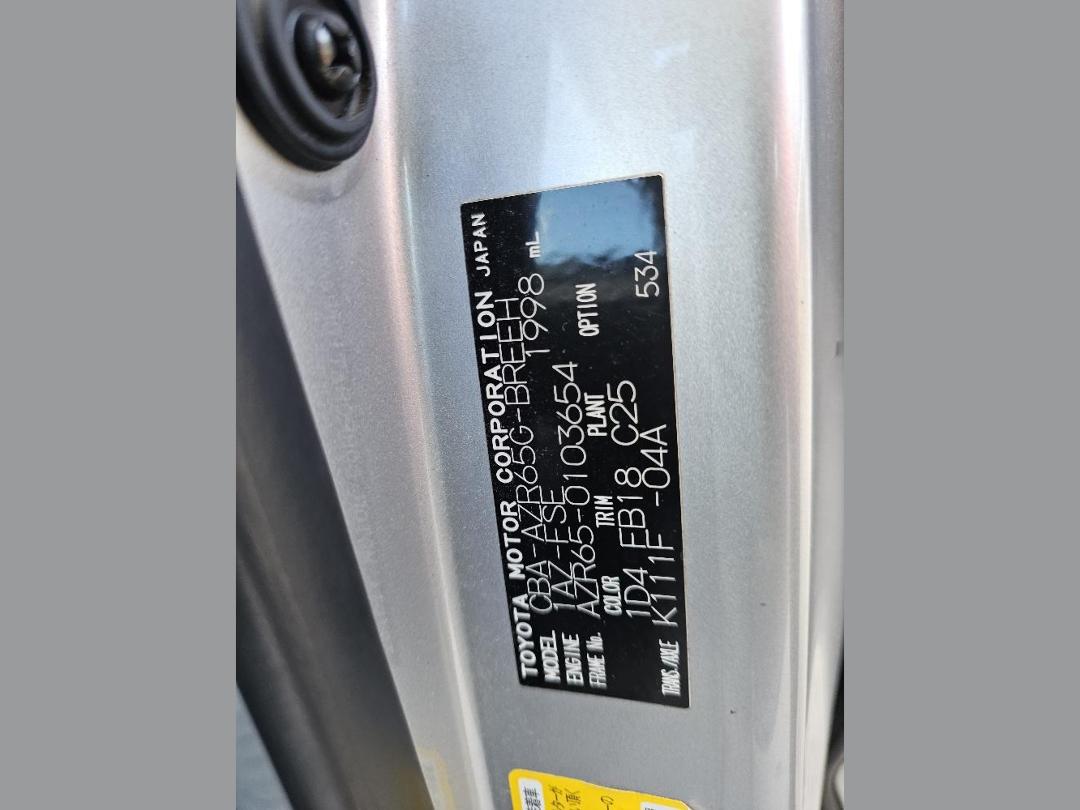 TOYOTA MOTOR CORPORATION JAPAN
MODEL CBA-AZR65G-BREEH
ENGINE 1AZ-FSE 1998 mL
FRAME No. AZR65-0103654
COLOR TRIM PLANT OPTION
1D4 FB18 C25 534
TRANS./AXLE K111F -04A